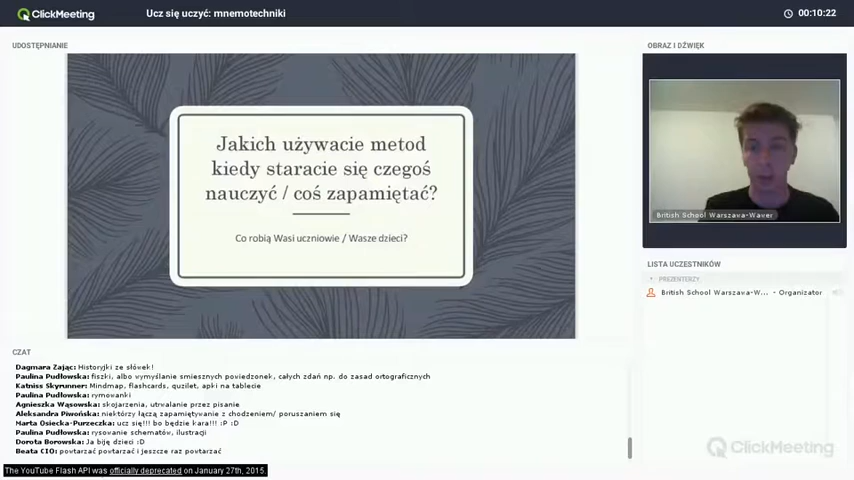 ClickMeeting
Ucz się uczyć: mnemotechniki
00:10:22
UDOSTĘPNIANIE
OBRAZ I DŹWIĘK
Jakich używacie metod
kiedy staracie się czegoś
nauczyć / coś zapamiętać?
Co robią Wasi uczniowie / Wasze dzieci?
British School Warszawa-Wawer
LISTA UCZESTNIKÓW
PREZENTERZY
British School Warszawa-W... - Organizator
CZAT
Dagmara Zając: Historyjki ze słówek!
Paulina Pudłowska: fiszki, albo wymyślanie smiesznych powiedzonek, całych zdań np. do zasad ortograficznych
Katniss Skyrunner: Mindmap, flashcards, quzilet, apki na tablecie
Paulina Pudłowska: rymowanki
Agnieszka Wąsowska: skojarzenia, utrwalanie przez pisanie
Aleksandra Piwońska: niektórzy łączą zapamiętywanie z chodzeniem/ poruszaniem się
Marta Osiecka-Purzeczka: ucz się!!! bo będzie kara!!! :P :D
Paulina Pudłowska: rysowanie schematów, ilustracji
Dorota Borowska: Ja biję dzieci :D
Beata CIO: powtarzać powtarzać i jeszcze raz powtarzać
ClickMeeting
The YouTube Flash API was officially deprecated on January 27th, 2015.